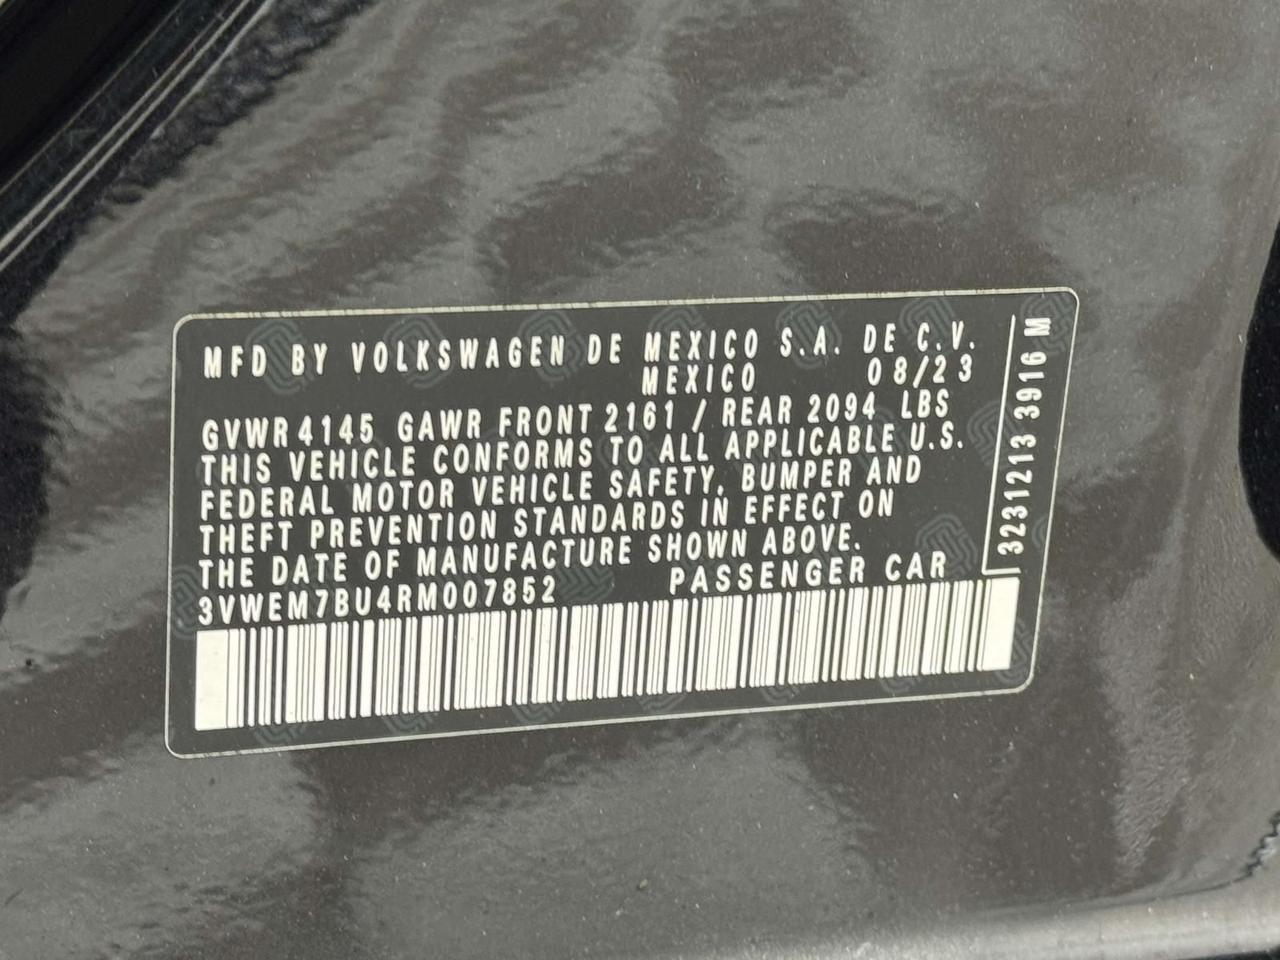 MFD BY VOLKSWAGEN DE MEXICO S.A. DE C.V.
MEXICO 08/23
GVWR 4145 GAWR FRONT 2161 / REAR 2094 LBS
THIS VEHICLE CONFORMS TO ALL APPLICABLE U.S.
FEDERAL MOTOR VEHICLE SAFETY, BUMPER AND
THEFT PREVENTION STANDARDS IN EFFECT ON
THE DATE OF MANUFACTURE SHOWN ABOVE.
3VWEM7BU4RM007852 PASSENGER CAR
3231213 3916 M